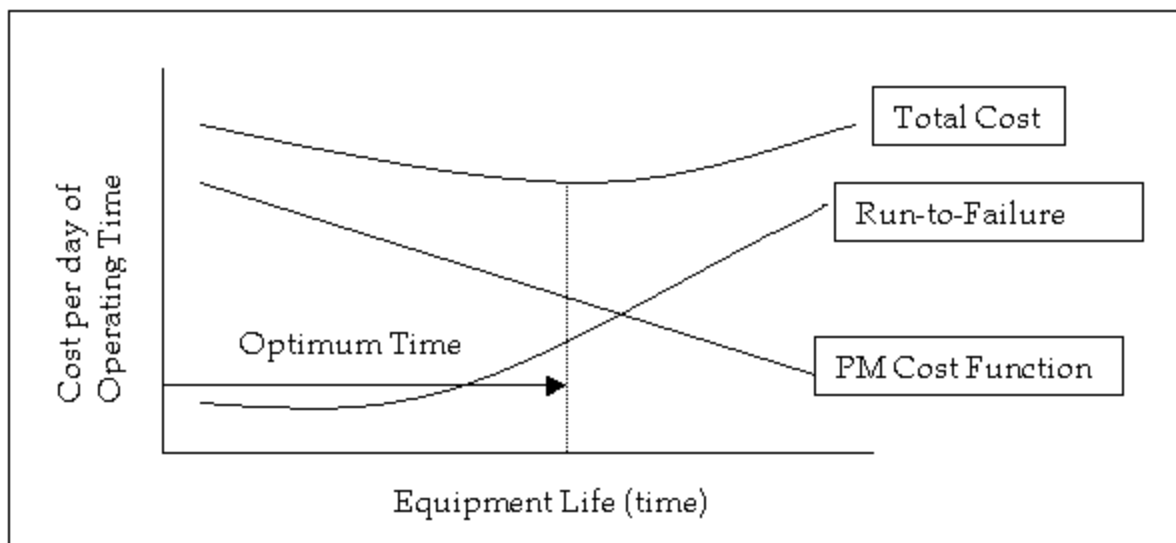 Total Cost
Run-to-Failure
Cost per day of
Operating Time
Optimum Time
PM Cost Function
Equipment Life (time)